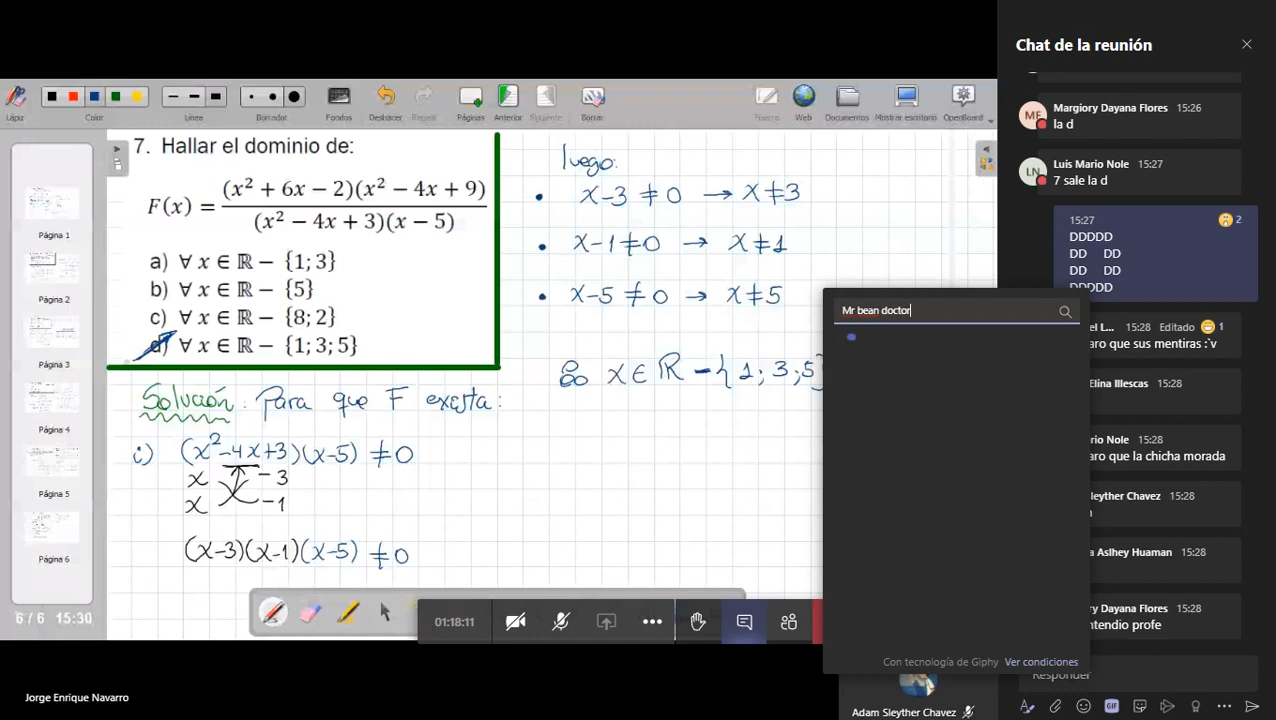 Chat de la reunión
Lápiz
Color
Línea
Borrador
Fondos
Deshacer
Páginas
Anterior
Siguiente
Borrar
Web
Documentos
Mostrar escritorio
OpenBoard
Página 1
Página 2
Página 3
Página 4
Página 5
Página 6
6 / 6 15:30
7. Hallar el dominio de:
F(x) = (x² + 6x − 2)(x² − 4x + 9) / (x² − 4x + 3)(x − 5)
a) ∀ x ∈ ℝ − {1; 3}
b) ∀ x ∈ ℝ − {5}
c) ∀ x ∈ ℝ − {8; 2}
d) ∀ x ∈ ℝ − {1; 3; 5}
Solución: Para que F exista:
i) (x²-4x+3)(x-5) ≠0
x -3
x -1
(x-3)(x-1)(x-5) ≠0
luego:
• x-3 ≠0 → x≠3
• x-1≠0 → x≠1
• x-5 ≠0 → x≠5
∴ x∈ ℝ -{1;3;5}
MF Margiory Dayana Flores 15:26
la d
LN Luis Mario Nole 15:27
7 sale la d
15:27 2
DDDDD
DD DD
DD DD
DDDDD
el L... 15:28 Editado 1
aro que sus mentiras :'v
Elina Illescas 15:28
ario Nole 15:28
aro que la chicha morada
leyther Chavez 15:28
a Aslhey Huaman 15:28
y Dayana Flores 15:28
ntendio profe
Mr bean doctor
Con tecnología de Giphy Ver condiciones
Responder
GIF
01:18:11
Jorge Enrique Navarro
Adam Sleyther Chavez